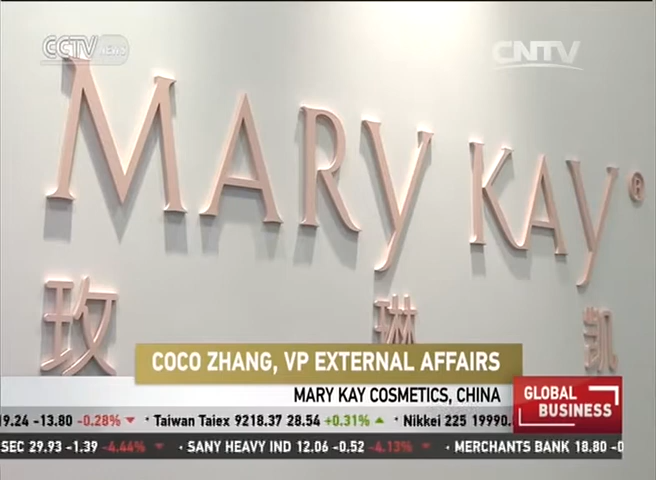 CCTV NEWS
CNTV
MARY KAY®
玫 琳 凯
COCO ZHANG, VP EXTERNAL AFFAIRS
MARY KAY COSMETICS, CHINA
GLOBAL BUSINESS
9.24 -13.80 -0.28% ▼ · Taiwan Taiex 9218.37 28.54 +0.31% ▲ · Nikkei 225 19990.
SEC 29.93 -1.39 -4.44% ▼ · SANY HEAVY IND 12.06 -0.52 -4.13% ▼ · MERCHANTS BANK 18.80 -0